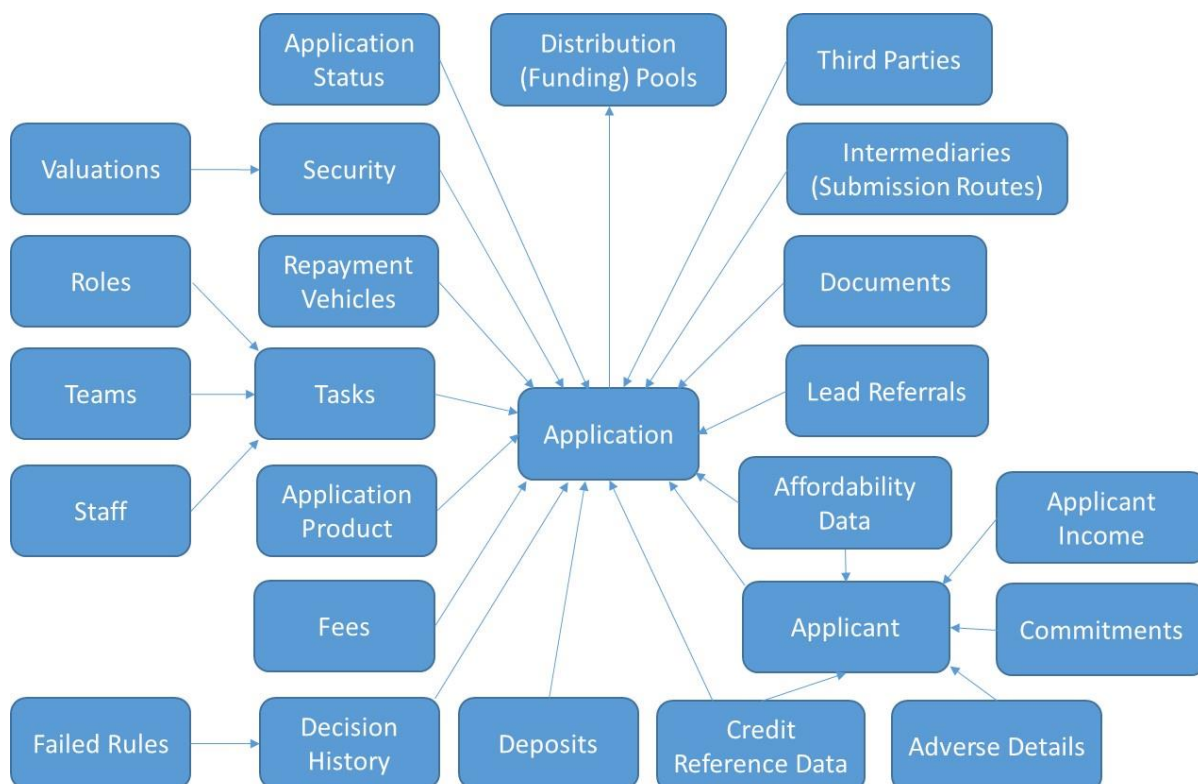 Application
Status
Distribution
(Funding) Pools
Third Parties
Valuations
Security
Intermediaries
(Submission Routes)
Roles
Repayment
Vehicles
Documents
Teams
Tasks
Application
Lead Referrals
Staff
Application
Product
Affordability
Data
Applicant
Income
Fees
Applicant
Commitments
Failed Rules
Decision
History
Deposits
Credit
Reference Data
Adverse Details